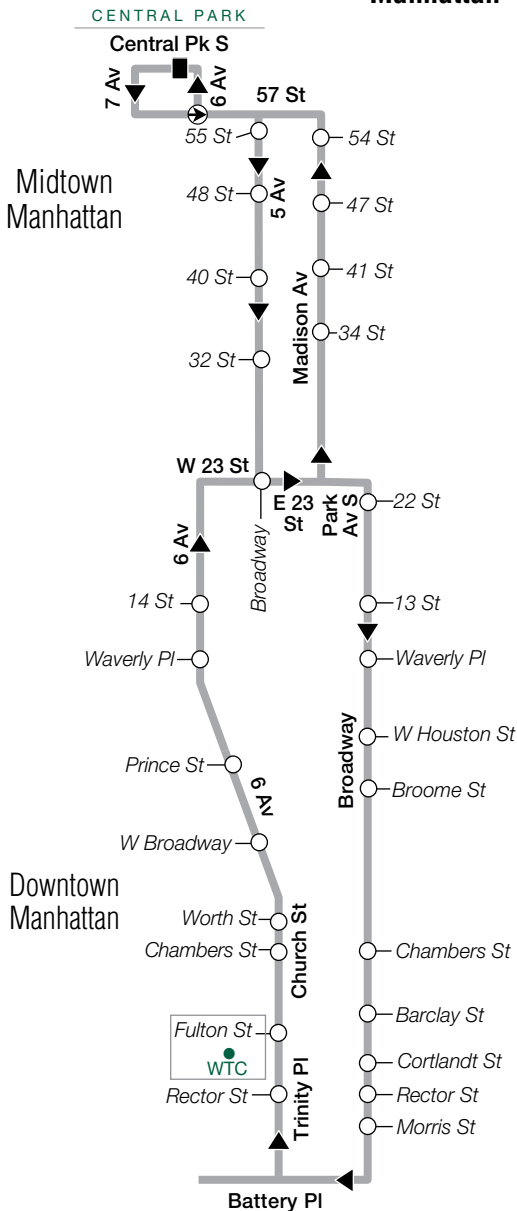 Manhattan
CENTRAL PARK
Central Pk S
7 Av
6 Av
57 St
55 St
54 St
Midtown
Manhattan
48 St
5 Av
47 St
40 St
41 St
Madison Av
34 St
32 St
W 23 St
E 23
St
Park
Av S
22 St
6 Av
Broadway
14 St
13 St
Waverly Pl
Waverly Pl
W Houston St
Broadway
Prince St
6 Av
Broome St
W Broadway
Downtown
Manhattan
Worth St
Church St
Chambers St
Chambers St
Barclay St
Fulton St
WTC
Cortlandt St
Trinity Pl
Rector St
Rector St
Morris St
Battery Pl